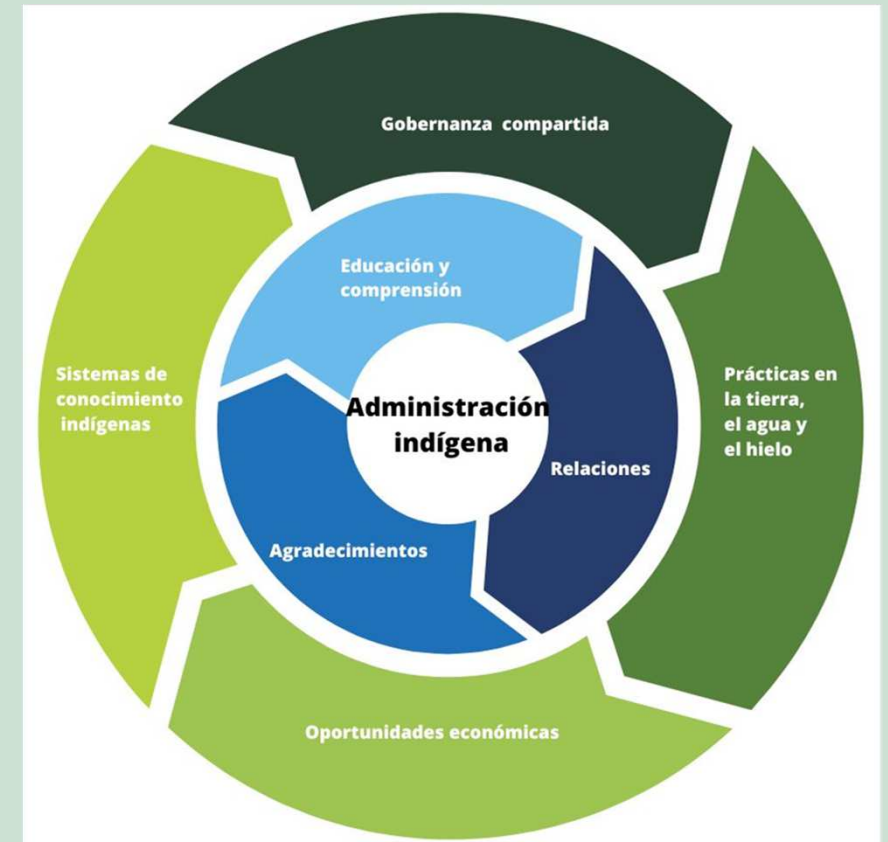 Gobernanza compartida
Educación y
comprensión
Sistemas de
conocimiento
indígenas
Administración
indígena
Prácticas en
la tierra,
el agua y
el hielo
Relaciones
Agradecimientos
Oportunidades económicas